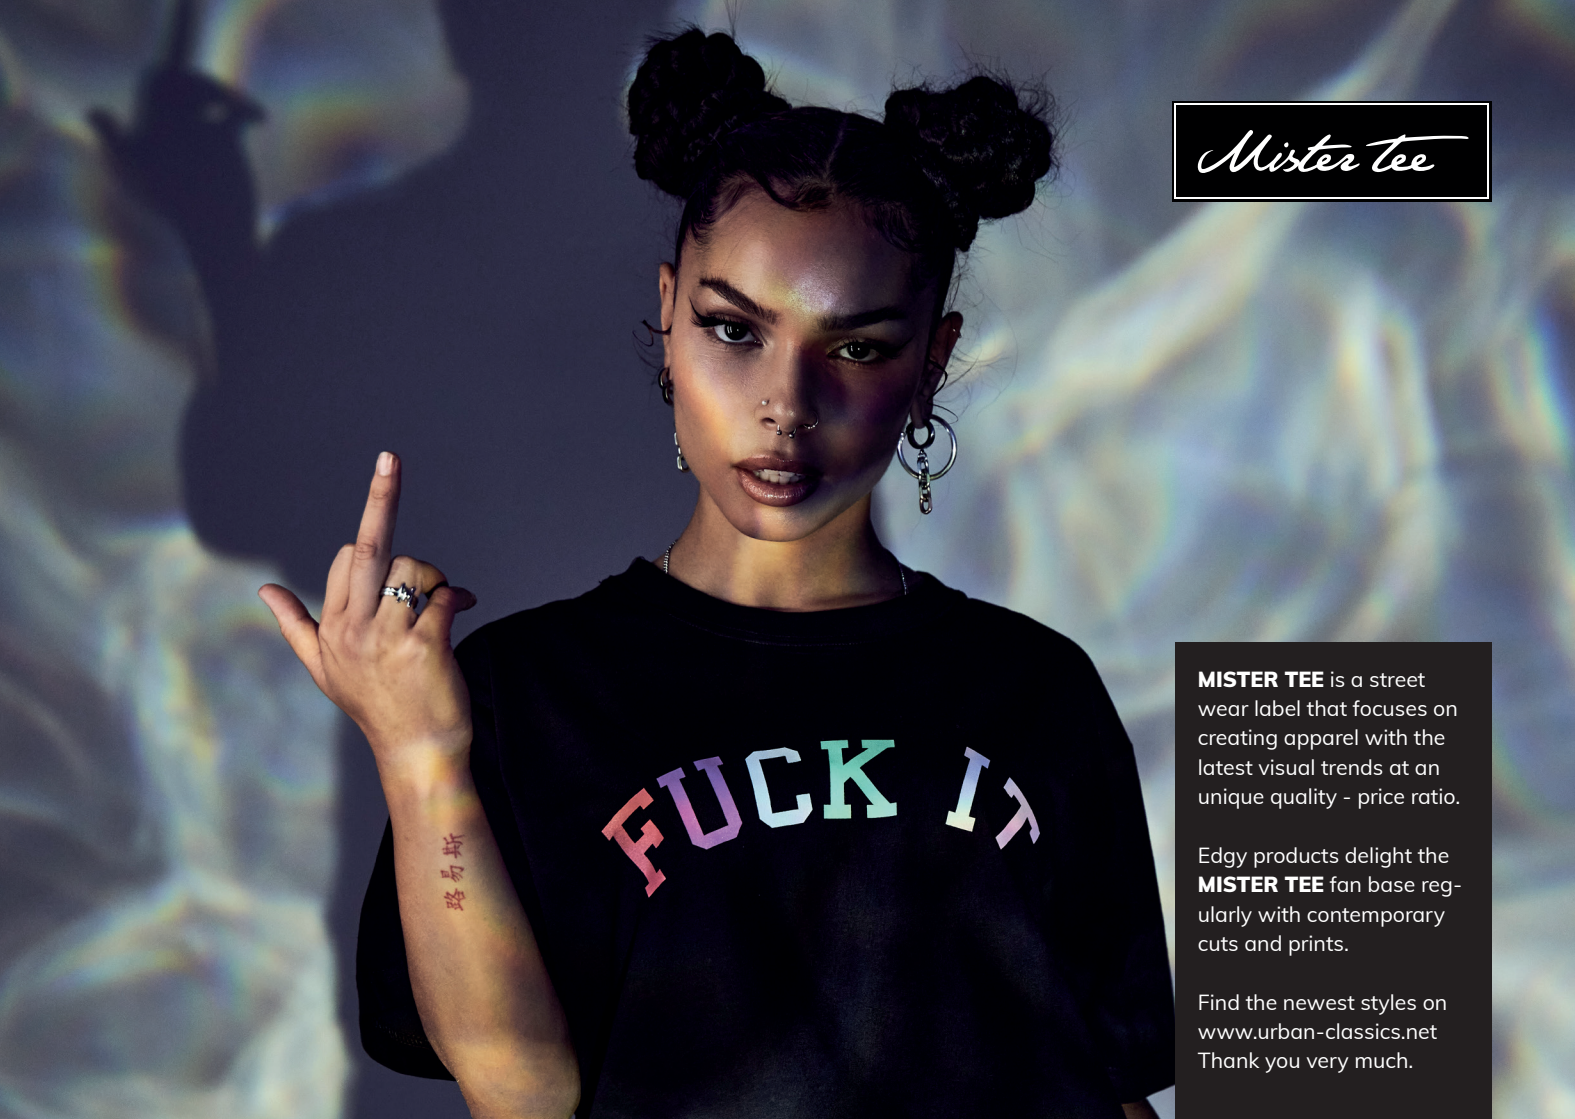 Mister Tee
FUCK IT
路易斯
MISTER TEE is a street
wear label that focuses on
creating apparel with the
latest visual trends at an
unique quality - price ratio.
Edgy products delight the
MISTER TEE fan base reg-
ularly with contemporary
cuts and prints.
Find the newest styles on
www.urban-classics.net
Thank you very much.